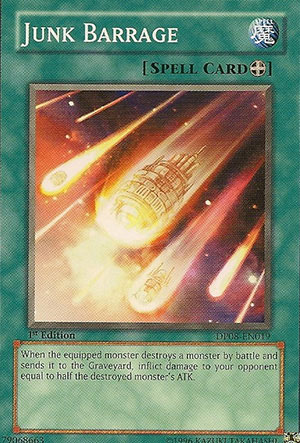 JUNK BARRAGE
魔
[SPELL CARD]
1st Edition
DP08-EN019
When the equipped monster destroys a monster by battle and
sends it to the Graveyard, inflict damage to your opponent
equal to half the destroyed monster's ATK.
79068663
©1996 KAZUKI TAKAHASHI